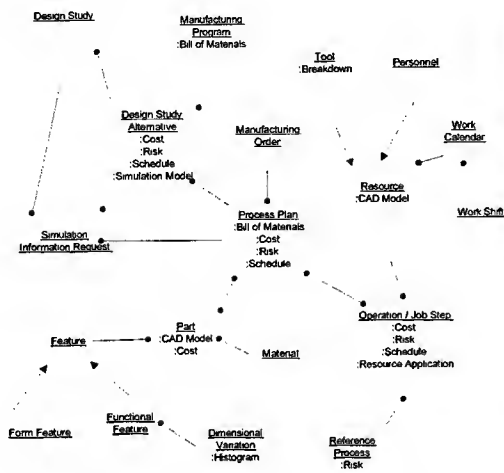 Design Study
Manufacturing
Program
:Bill of Materials
Tool
:Breakdown
Personnel
Design Study
Alternative
:Cost
:Risk
:Schedule
:Simulation Model
Manufacturing
Order
Work
Calendar
Resource
:CAD Model
Work Shift
Process Plan
:Bill of Materials
:Cost
:Risk
:Schedule
Simulation
Information Request
Operation / Job Step
:Cost
:Risk
:Schedule
:Resource Application
Feature
Part
:CAD Model
:Cost
Material
Form Feature
Functional
Feature
Dimensional
Variation
:Histogram
Reference
Process
:Risk